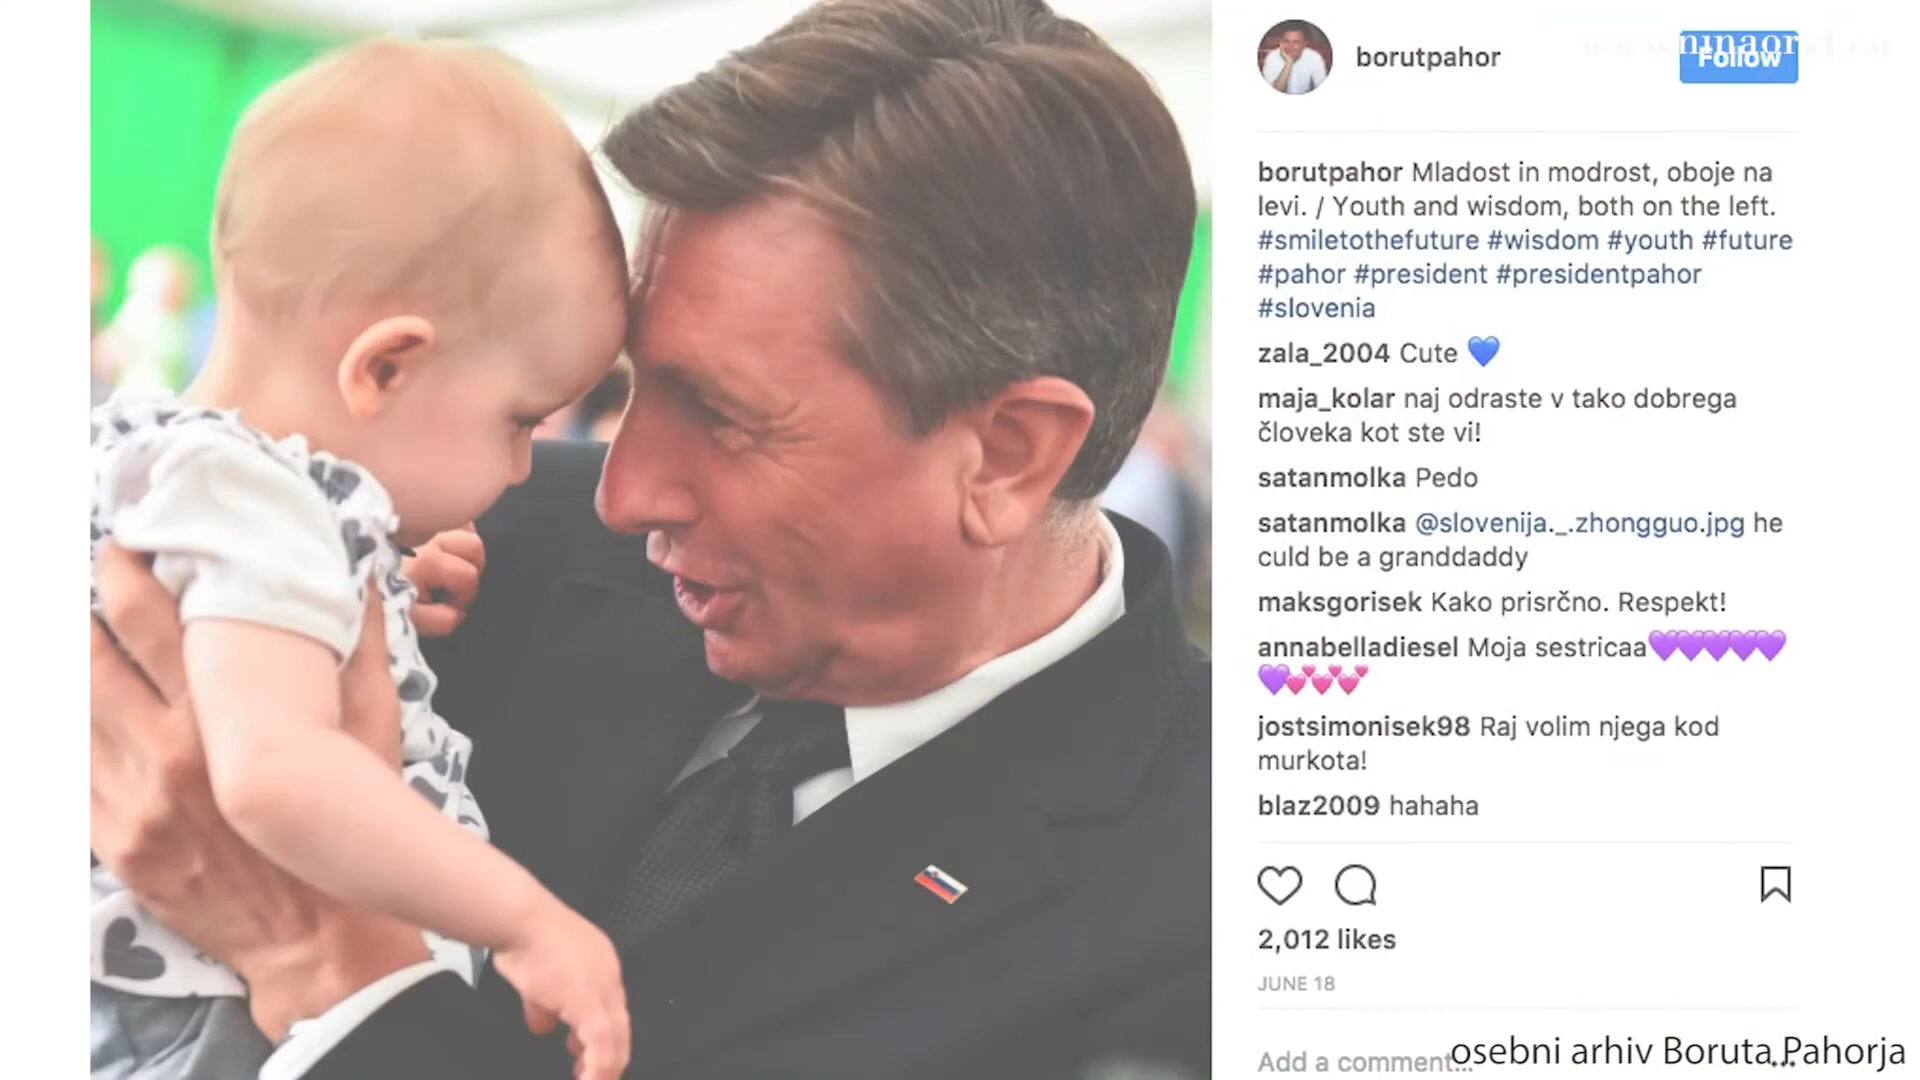 borutpahor
www.ninaord.eu
Follow
borutpahor Mladost in modrost, oboje na
levi. / Youth and wisdom, both on the left.
#smiletothefuture #wisdom #youth #future
#pahor #president #presidentpahor
#slovenia
zala_2004 Cute 💙
maja_kolar naj odraste v tako dobrega
človeka kot ste vi!
satanmolka Pedo
satanmolka @slovenija._.zhongguo.jpg he
culd be a granddaddy
maksgorisek Kako prisrčno. Respekt!
annabelladiesel Moja sestricaa💜💜💜💜💜
💜💕💕💕
jostsimonisek98 Raj volim njega kod
murkota!
blaz2009 hahaha
2,012 likes
JUNE 18
Add a comment...
osebni arhiv Boruta Pahorja